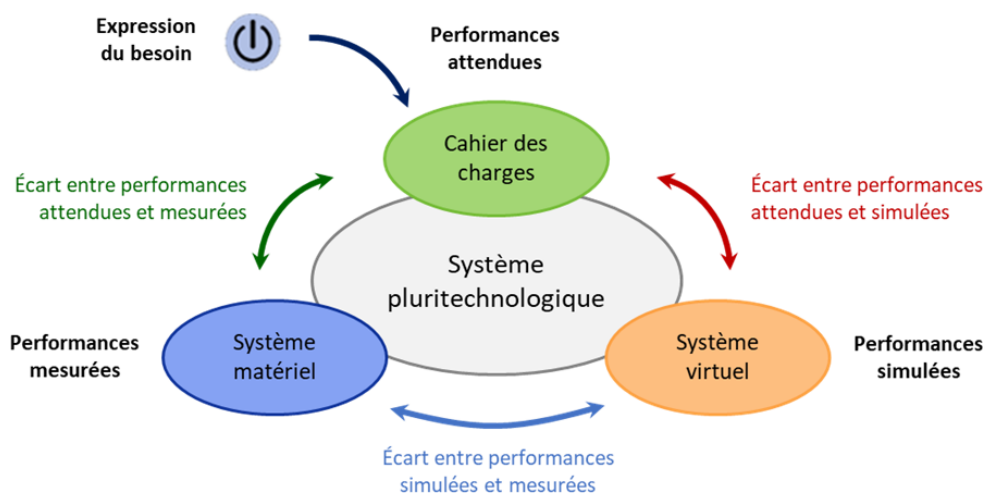 Expression
du besoin
Performances
attendues
Cahier des
charges
Écart entre performances
attendues et mesurées
Écart entre performances
attendues et simulées
Système
pluritechnologique
Performances
mesurées
Système
matériel
Système
virtuel
Performances
simulées
Écart entre performances
simulées et mesurées